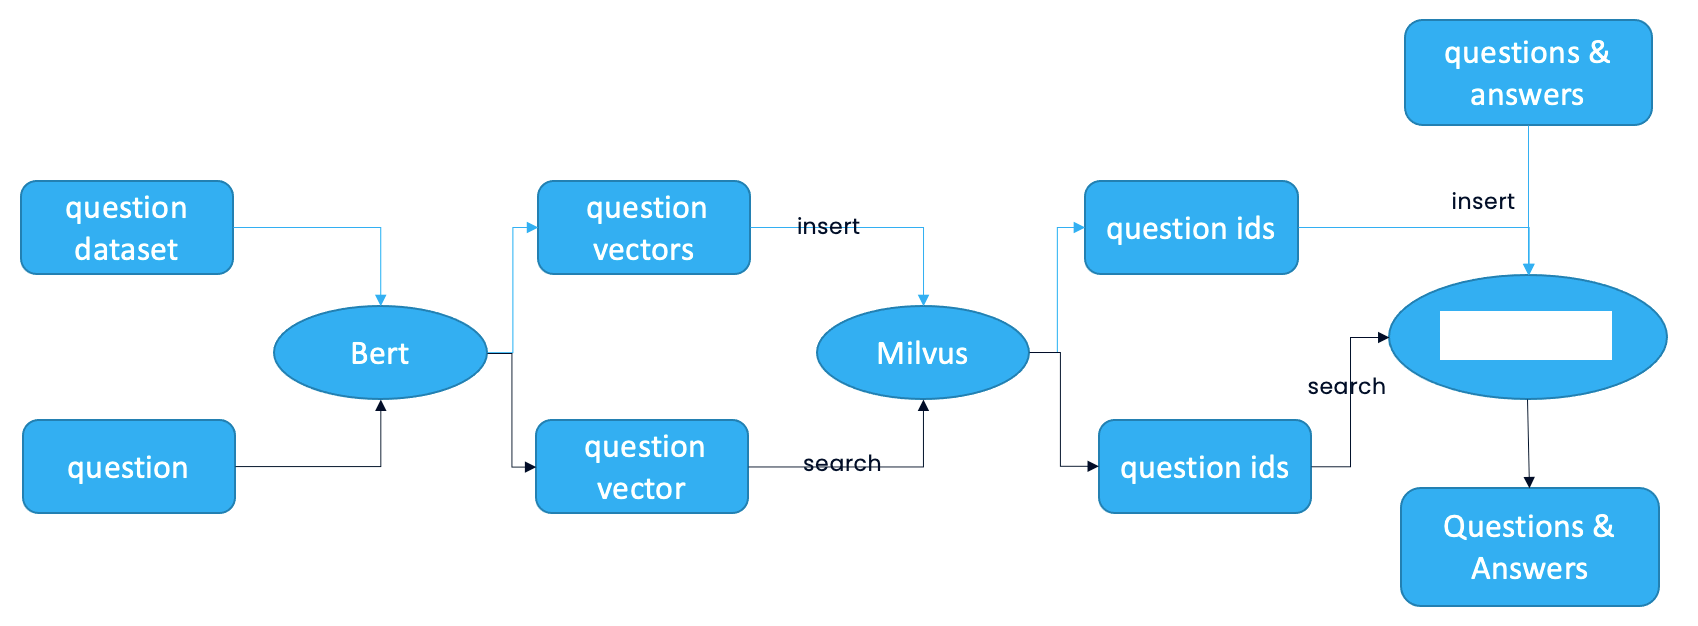 questions &
answers
question
dataset
question
vectors
insert
question ids
insert
Bert
Milvus
search
question
question
vector
search
question ids
Questions &
Answers